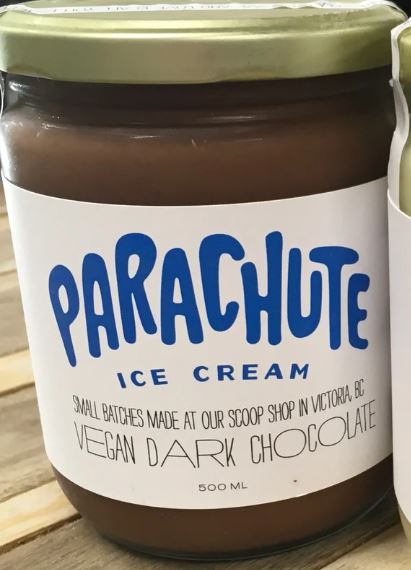 PARACHUTE
ICE CREAM
SMALL BATCHES MADE AT OUR SCOOP SHOP IN VICTORIA, BC
VEGAN DARK CHOCOLATE
500 ML